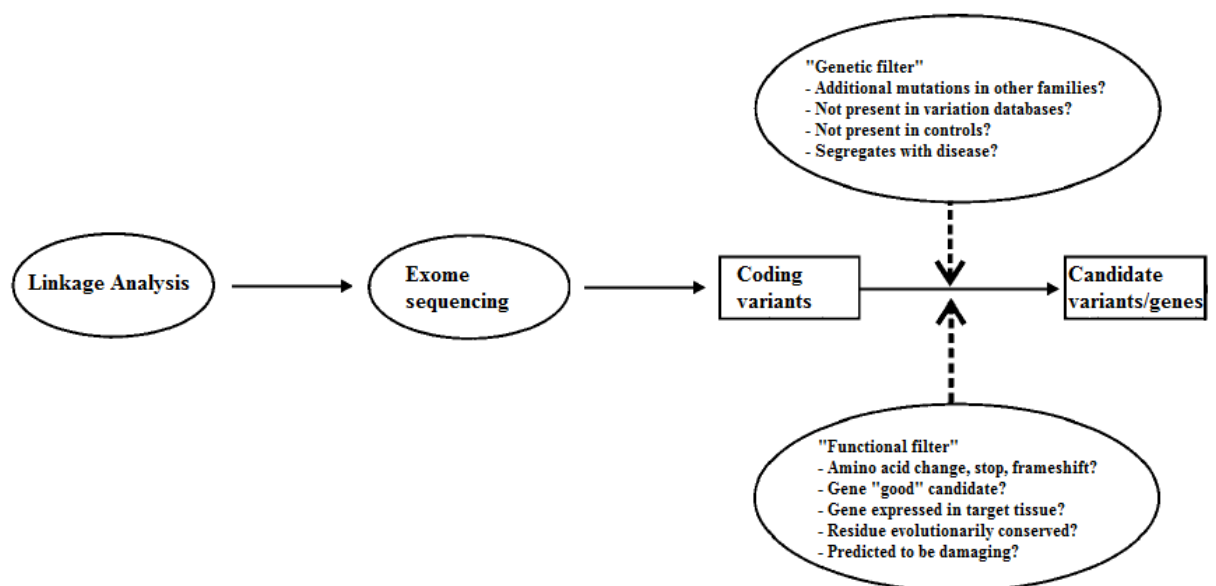 "Genetic filter"
- Additional mutations in other families?
- Not present in variation databases?
- Not present in controls?
- Segregates with disease?
Linkage Analysis
Exome
sequencing
Coding
variants
Candidate
variants/genes
"Functional filter"
- Amino acid change, stop, frameshift?
- Gene "good" candidate?
- Gene expressed in target tissue?
- Residue evolutionarily conserved?
- Predicted to be damaging?